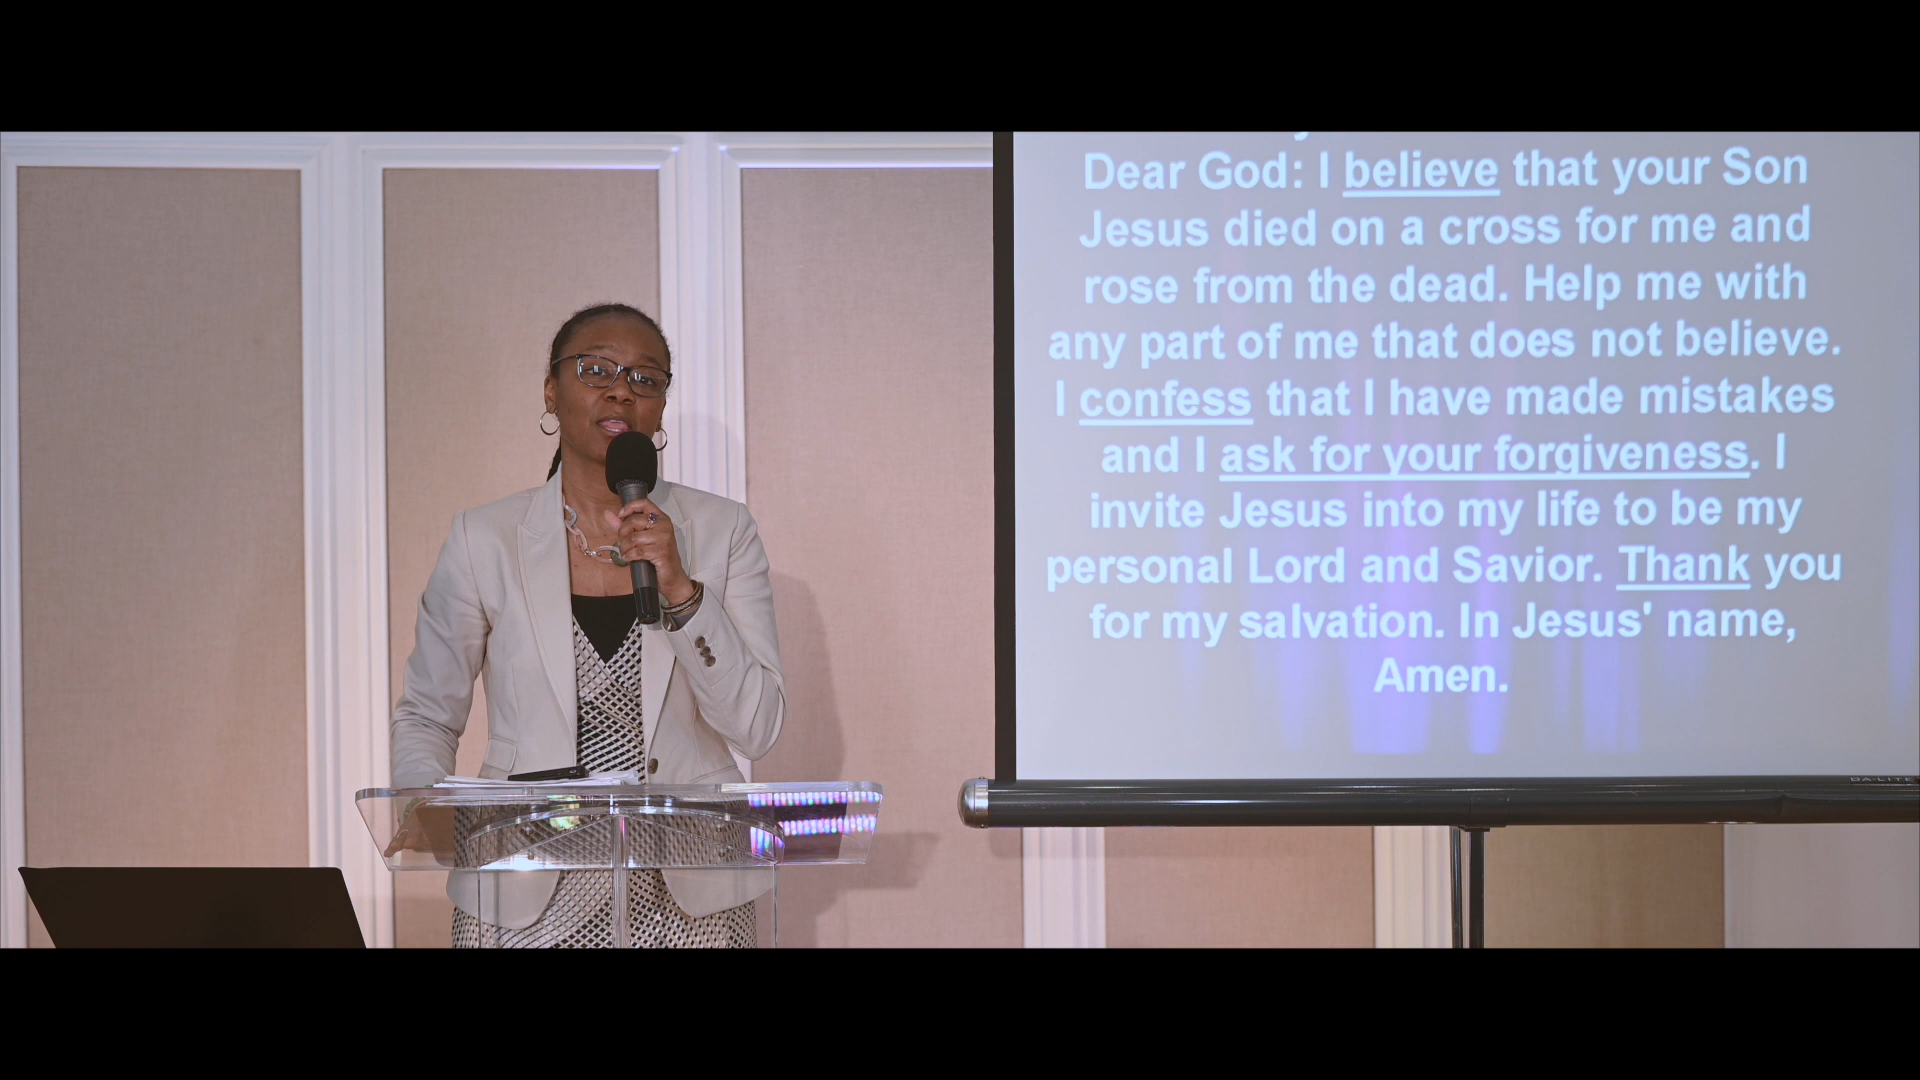 Dear God: I believe that your Son
Jesus died on a cross for me and
rose from the dead. Help me with
any part of me that does not believe.
I confess that I have made mistakes
and I ask for your forgiveness. I
invite Jesus into my life to be my
personal Lord and Savior. Thank you
for my salvation. In Jesus' name,
Amen.
DA-LITE